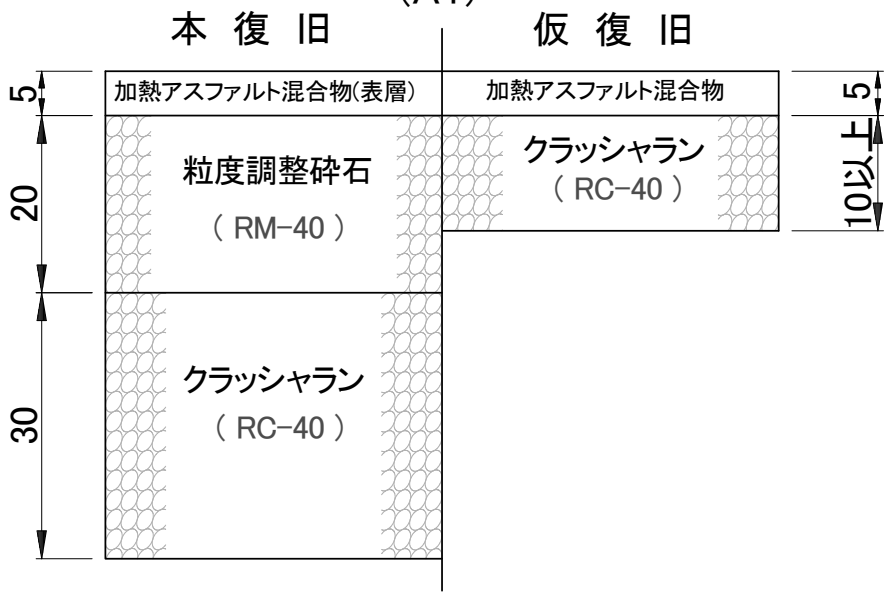 本復旧
仮復旧
5
加熱アスファルト混合物(表層)
加熱アスファルト混合物
5
20
粒度調整砕石
( RM-40 )
クラッシャラン
( RC-40 )
10以上
30
クラッシャラン
( RC-40 )